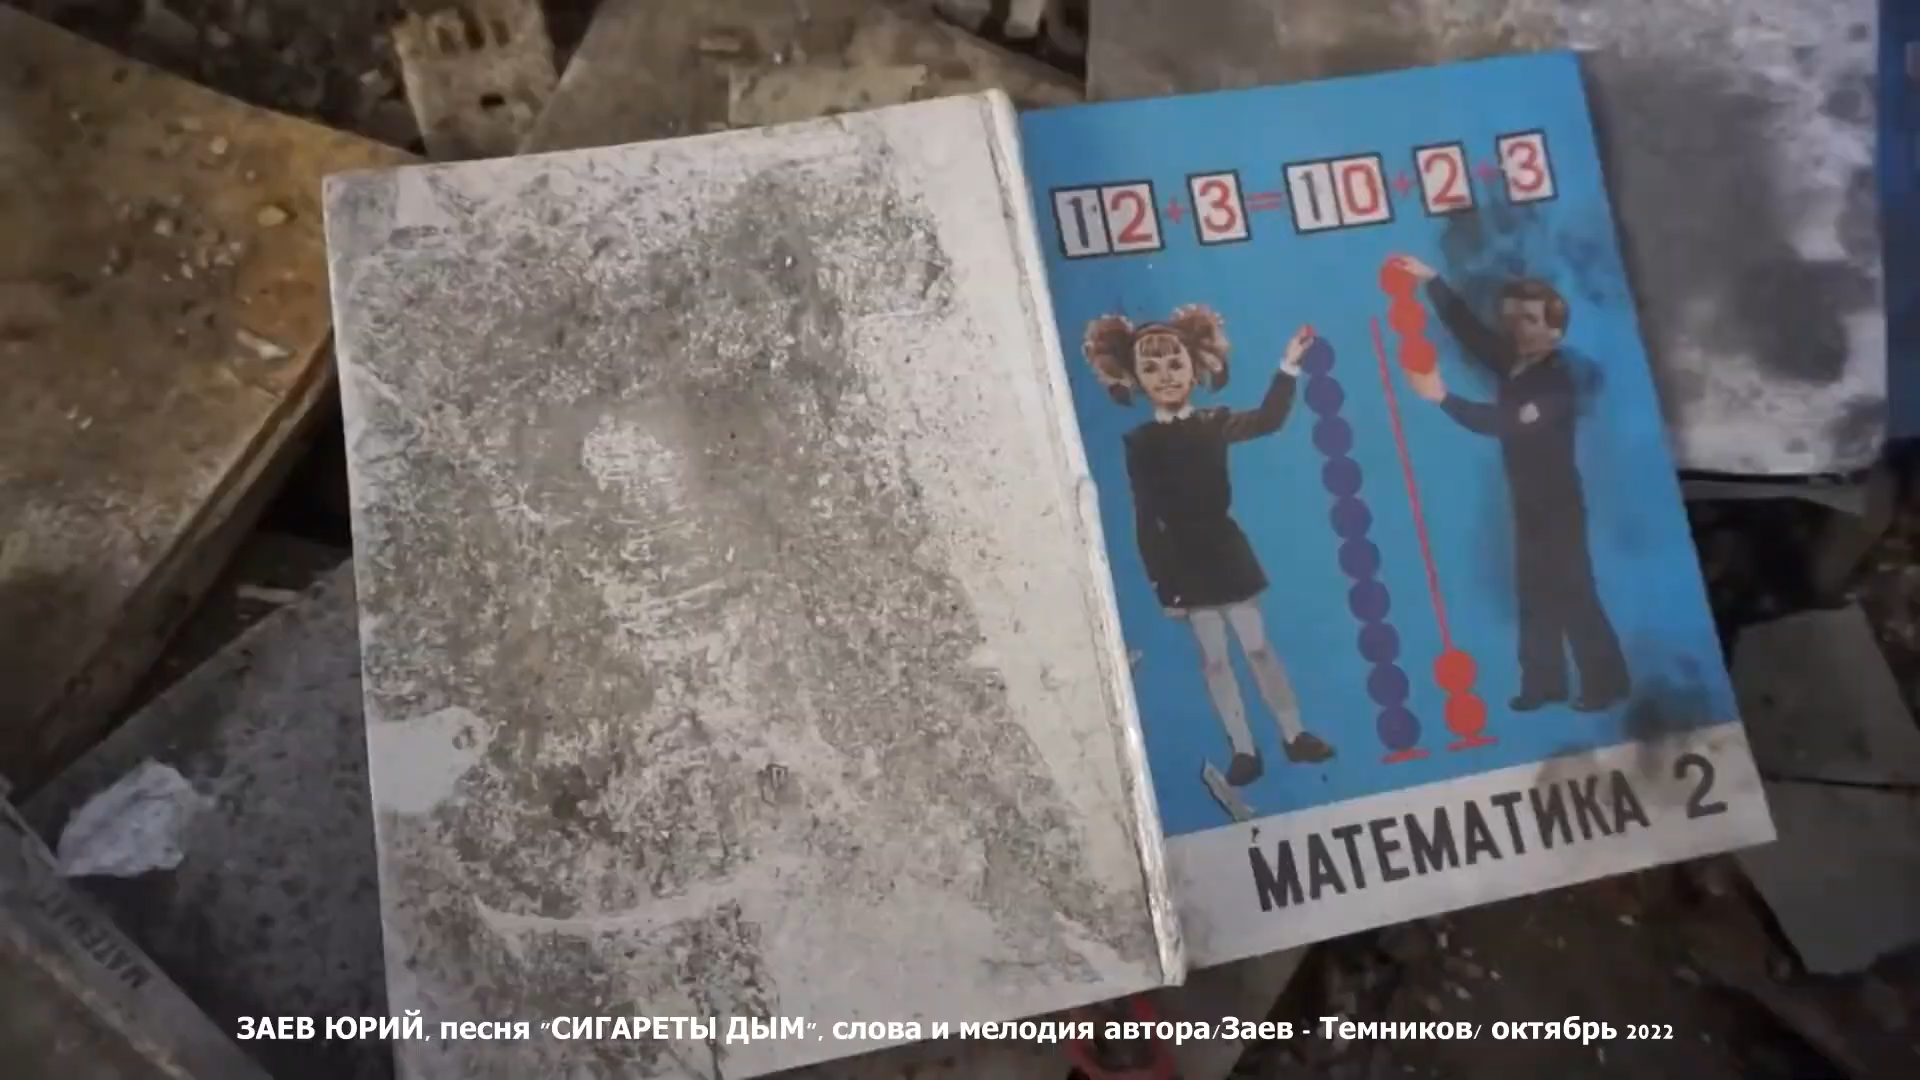 12+3=10+2+3
МАТЕМАТИКА 2
ЗАЕВ ЮРИЙ, песня "СИГАРЕТЫ ДЫМ", слова и мелодия автора/Заев - Темников/ октябрь 2022